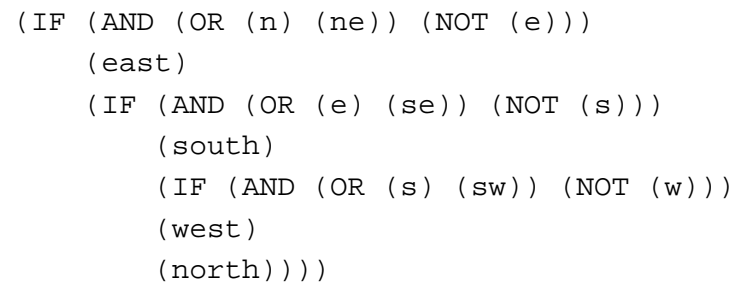 (IF (AND (OR (n) (ne)) (NOT (e)))
(east)
(IF (AND (OR (e) (se)) (NOT (s)))
(south)
(IF (AND (OR (s) (sw)) (NOT (w)))
(west)
(north))))